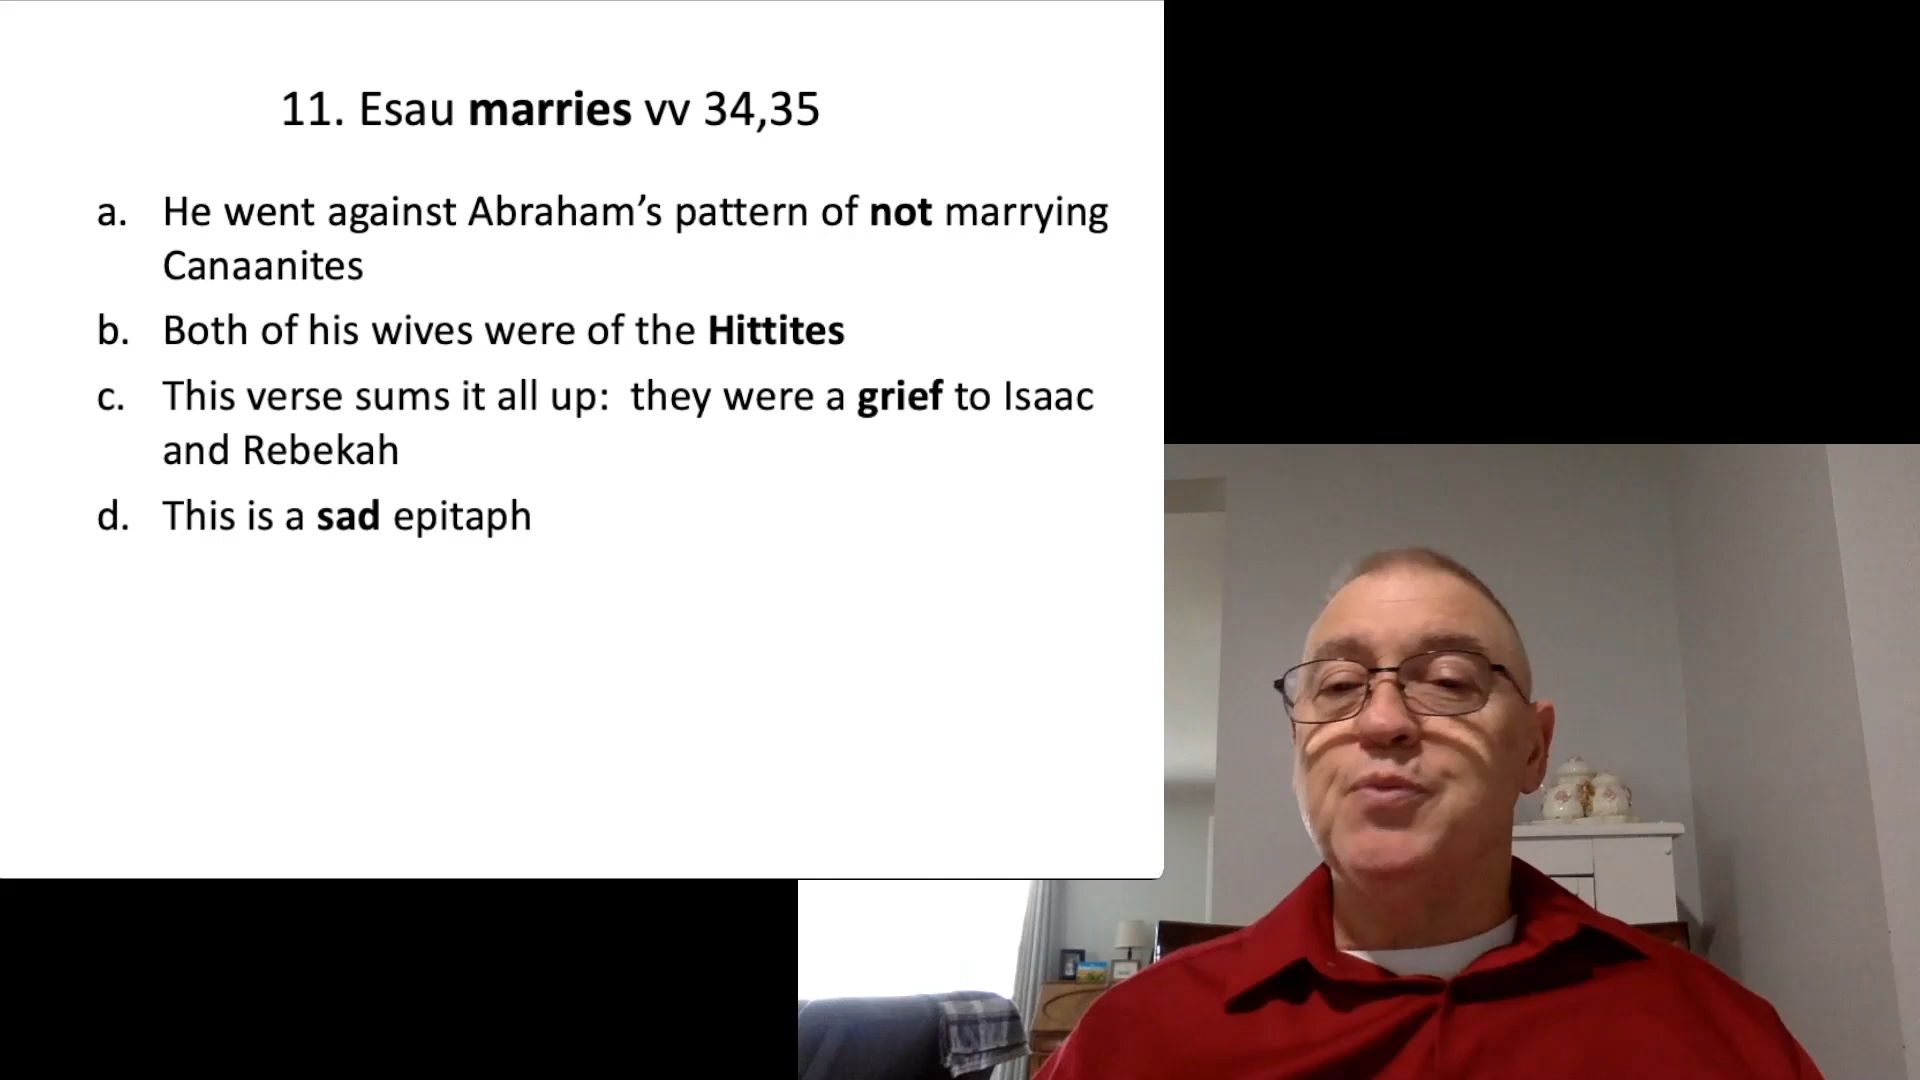 11. Esau marries vv 34,35
a. He went against Abraham’s pattern of not marrying
Canaanites
b. Both of his wives were of the Hittites
c. This verse sums it all up:  they were a grief to Isaac
and Rebekah
d. This is a sad epitaph